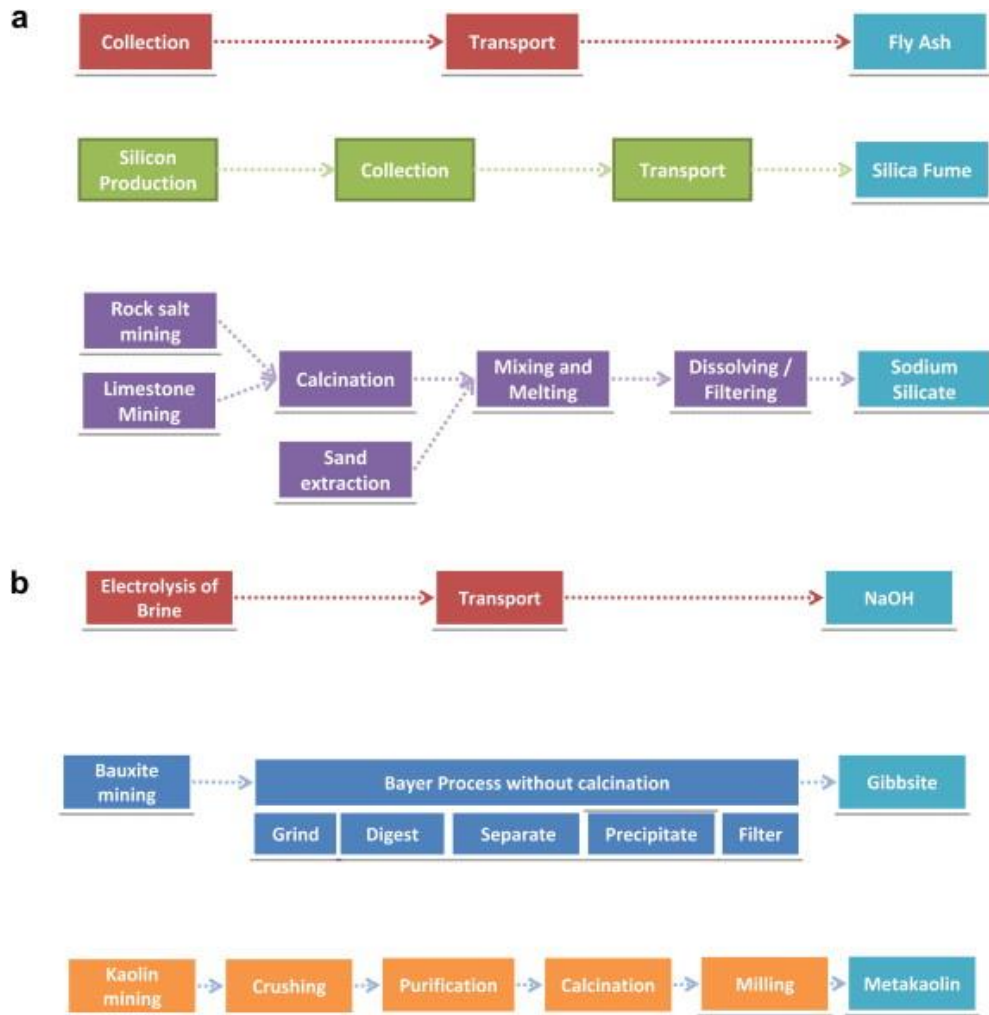 a
Collection
Transport
Fly Ash
Silicon
Production
Collection
Transport
Silica Fume
Rock salt
mining
Limestone
Mining
Calcination
Sand
extraction
Mixing and
Melting
Dissolving /
Filtering
Sodium
Silicate
b
Electrolysis of
Brine
Transport
NaOH
Bauxite
mining
Bayer Process without calcination
Grind
Digest
Separate
Precipitate
Filter
Gibbsite
Kaolin
mining
Crushing
Purification
Calcination
Milling
Metakaolin